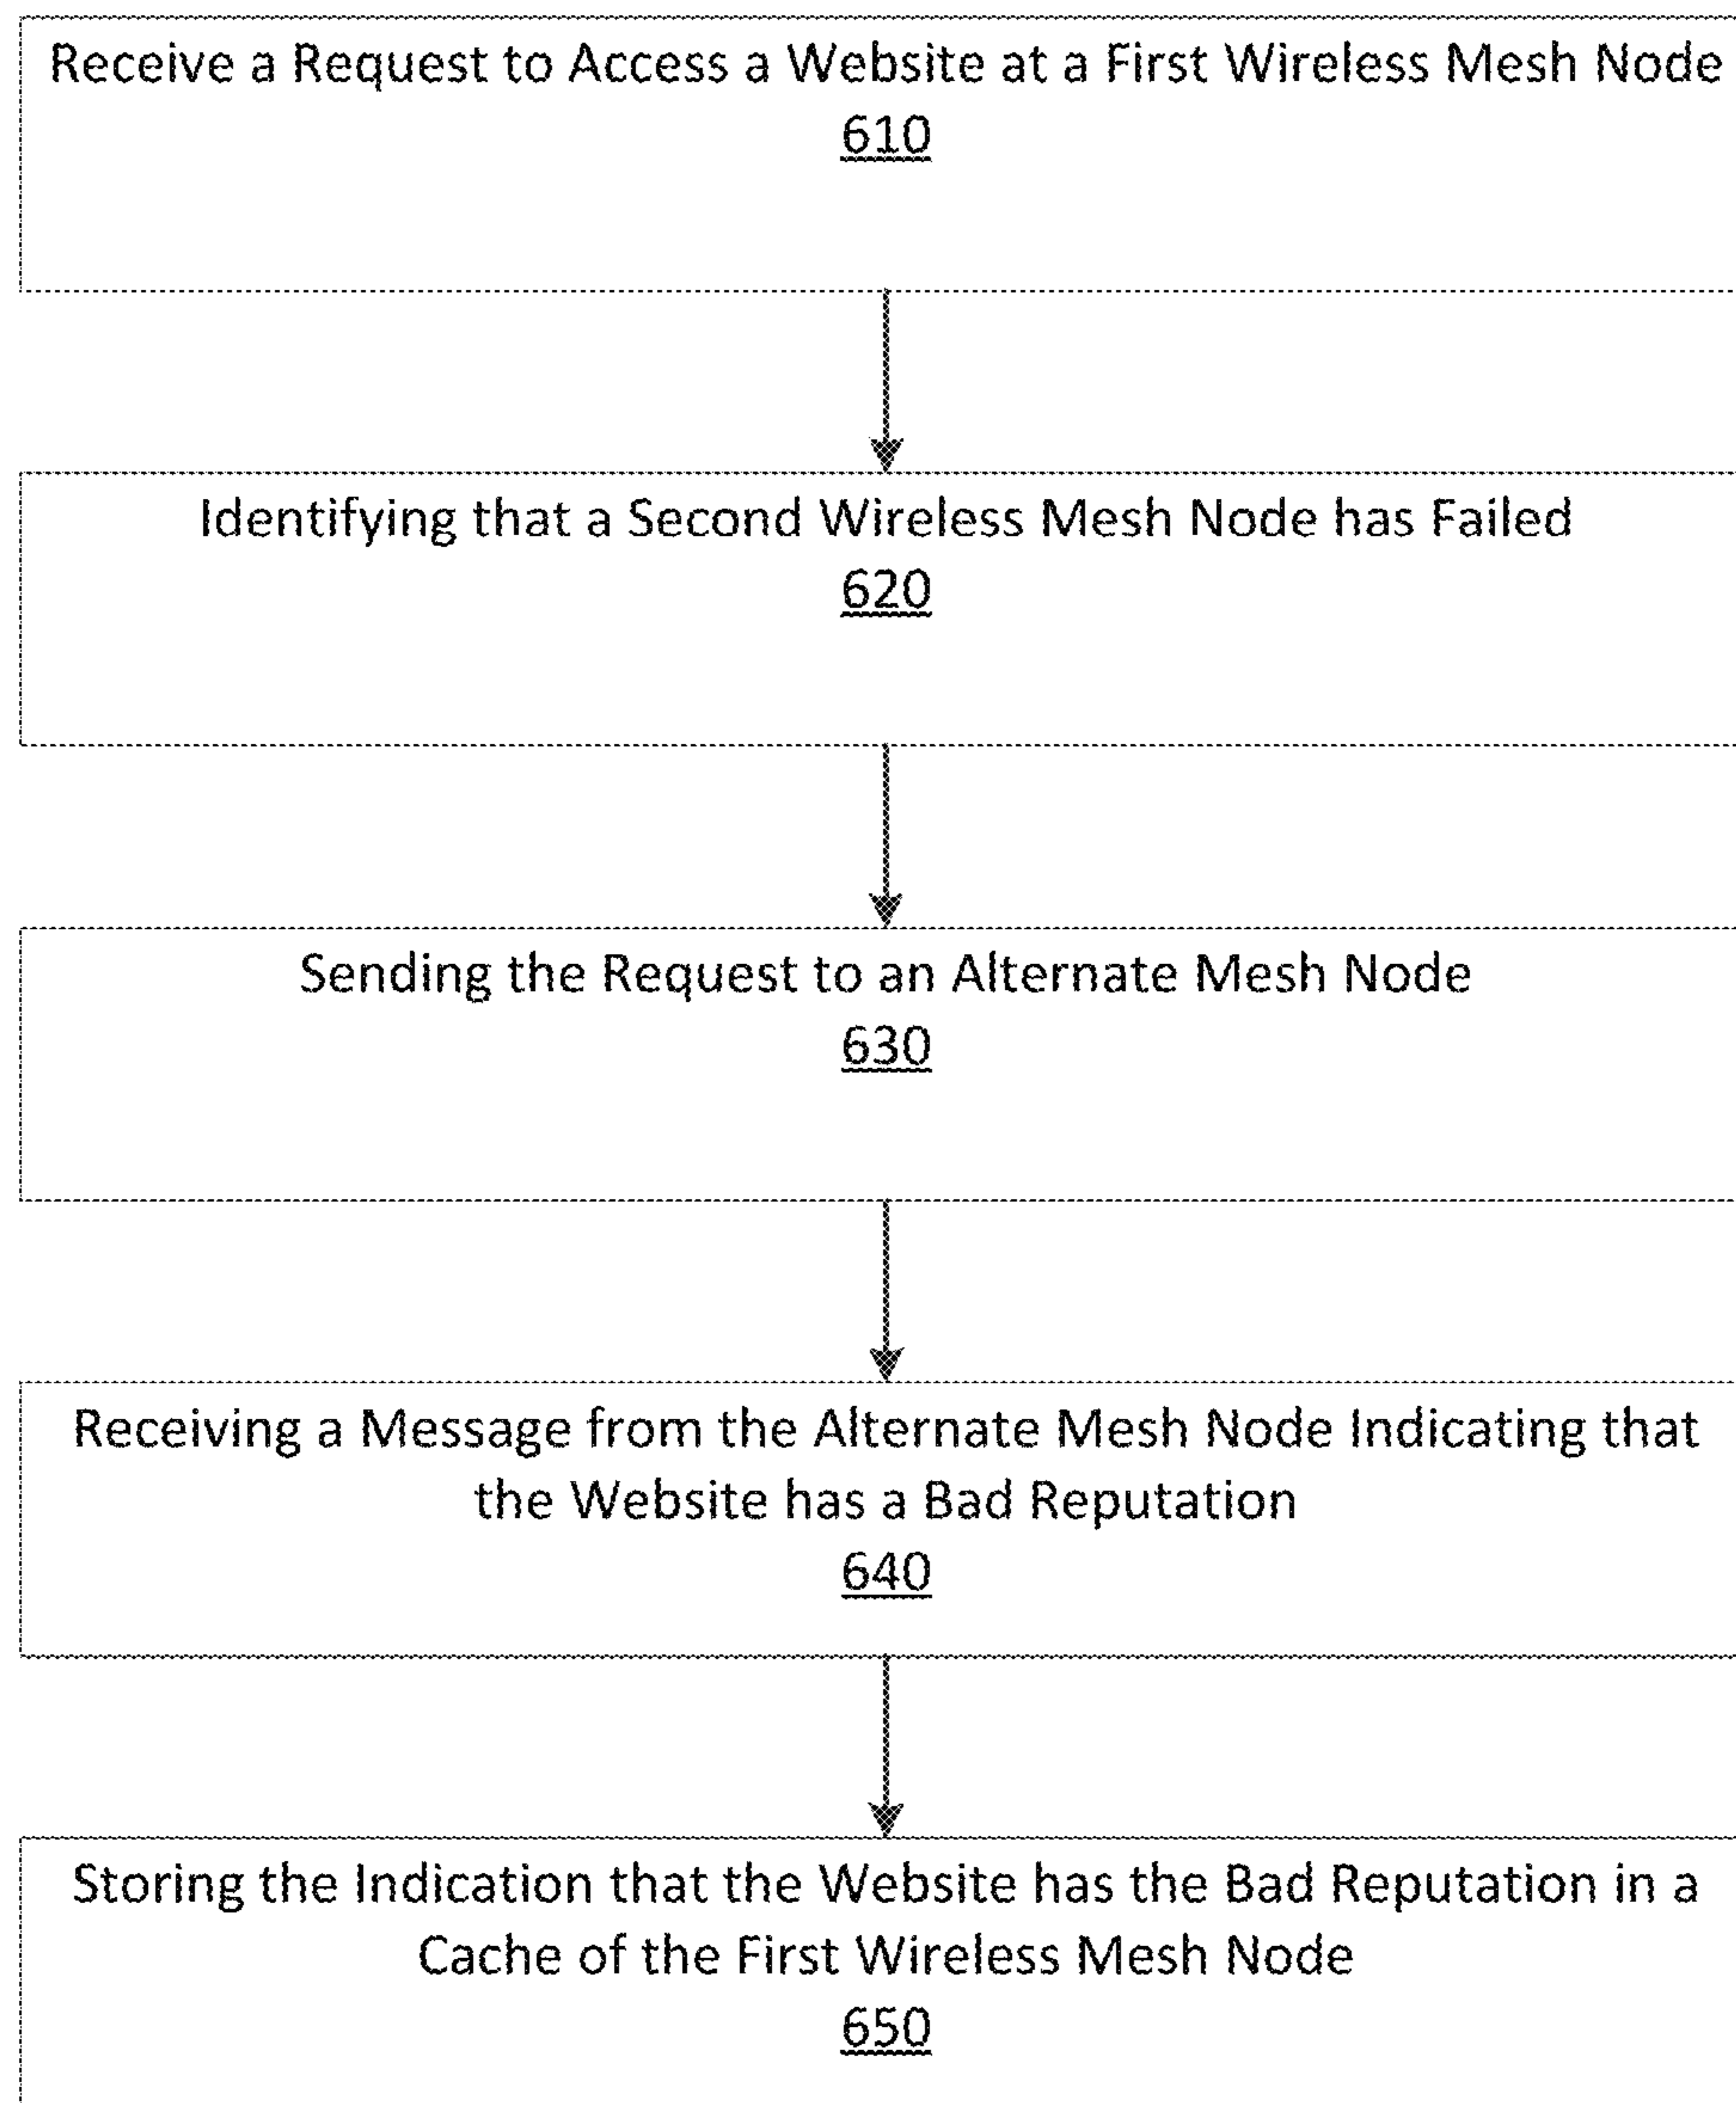 Receive a Request to Access a Website at a First Wireless Mesh Node
610
Identifying that a Second Wireless Mesh Node has Failed
620
Sending the Request to an Alternate Mesh Node
630
Receiving a Message from the Alternate Mesh Node Indicating that
the Website has a Bad Reputation
640
Storing the Indication that the Website has the Bad Reputation in a
Cache of the First Wireless Mesh Node
650